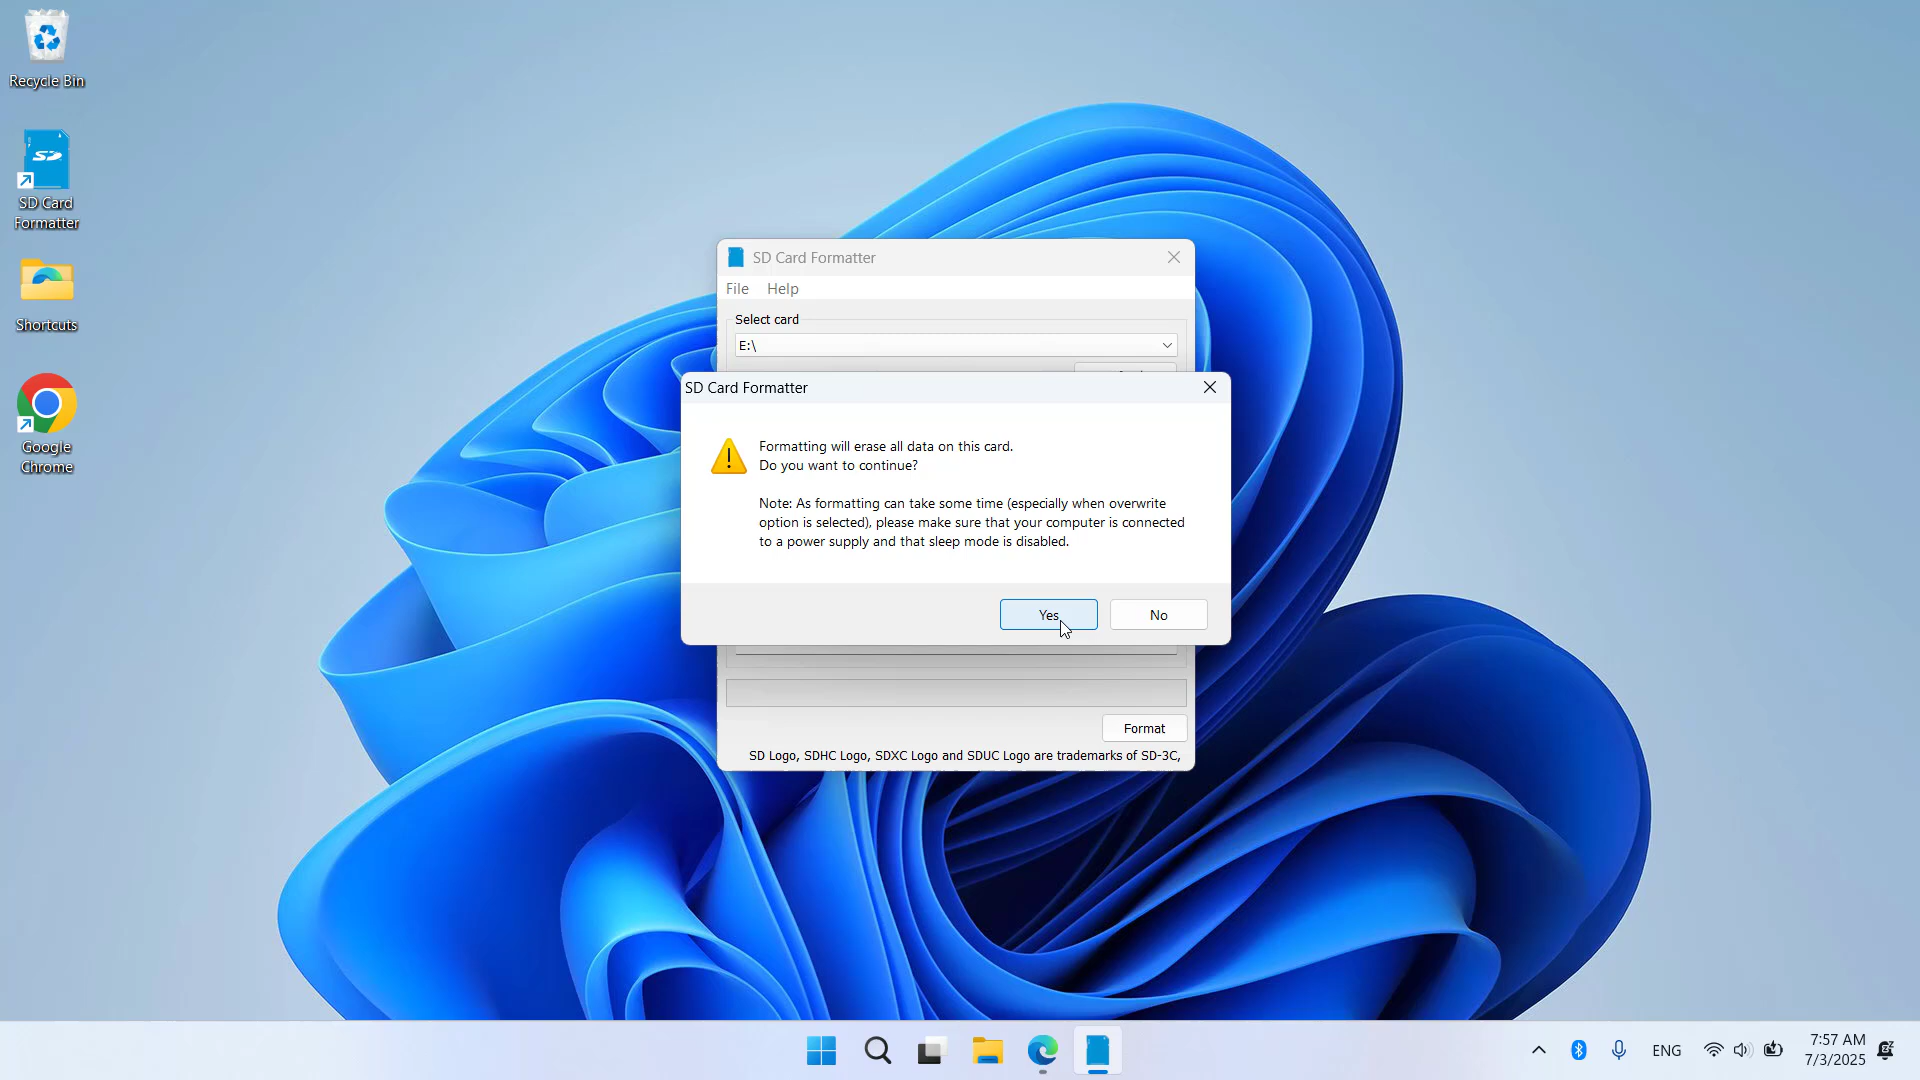 Recycle Bin
SD
SD Card
Formatter
Shortcuts
Google
Chrome
SD Card Formatter
File Help
Select card
E:\
SD Card Formatter
Formatting will erase all data on this card.
Do you want to continue?
Note: As formatting can take some time (especially when overwrite
option is selected), please make sure that your computer is connected
to a power supply and that sleep mode is disabled.
Yes No
Format
SD Logo, SDHC Logo, SDXC Logo and SDUC Logo are trademarks of SD-3C,
ENG
7:57 AM
7/3/2025